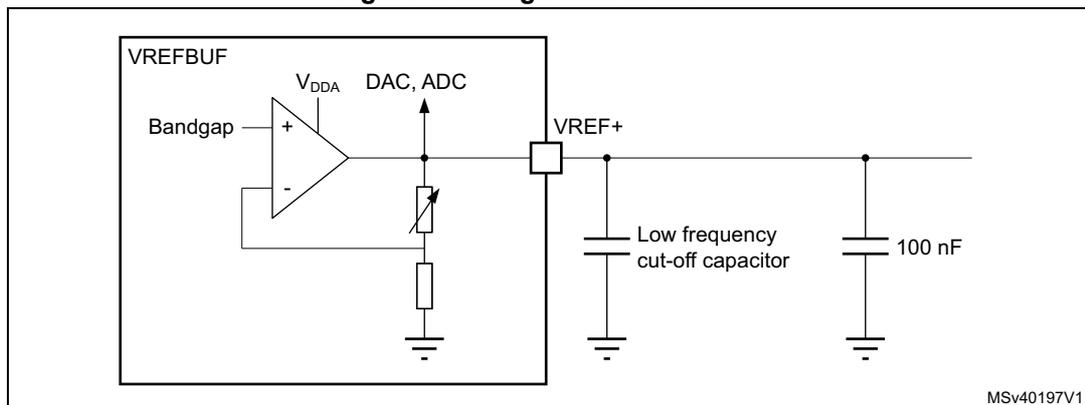 VREFBUF
VDDA
DAC, ADC
Bandgap
+
-
VREF+
Low frequency
cut-off capacitor
100 nF
MSv40197V1